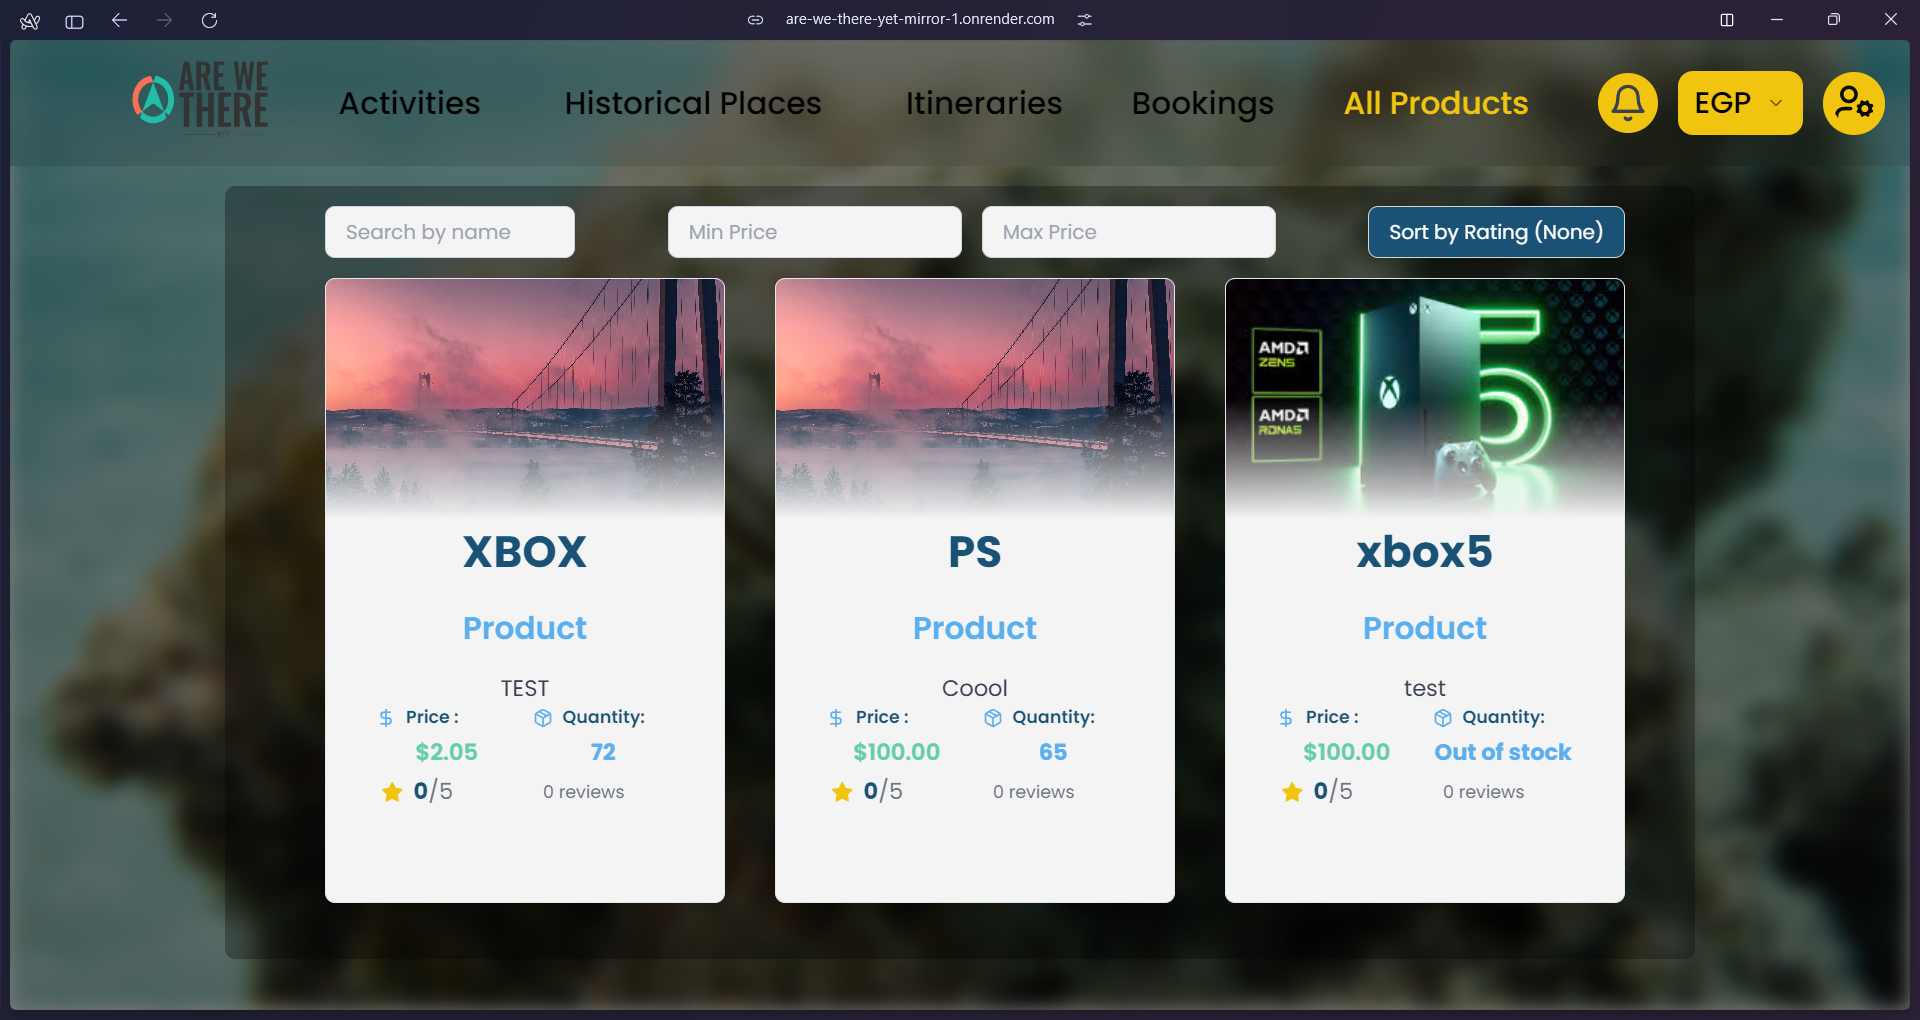 are-we-there-yet-mirror-1.onrender.com
ARE WE
THERE
YET
Activities
Historical Places
Itineraries
Bookings
All Products
EGP
Search by name
Min Price
Max Price
Sort by Rating (None)
AMD
ZEN5
AMD
RDNA5
5
XBOX
Product
TEST
Price :
Quantity:
$2.05
72
0/5
0 reviews
PS
Product
Coool
Price :
Quantity:
$100.00
65
0/5
0 reviews
xbox5
Product
test
Price :
Quantity:
$100.00
Out of stock
0/5
0 reviews